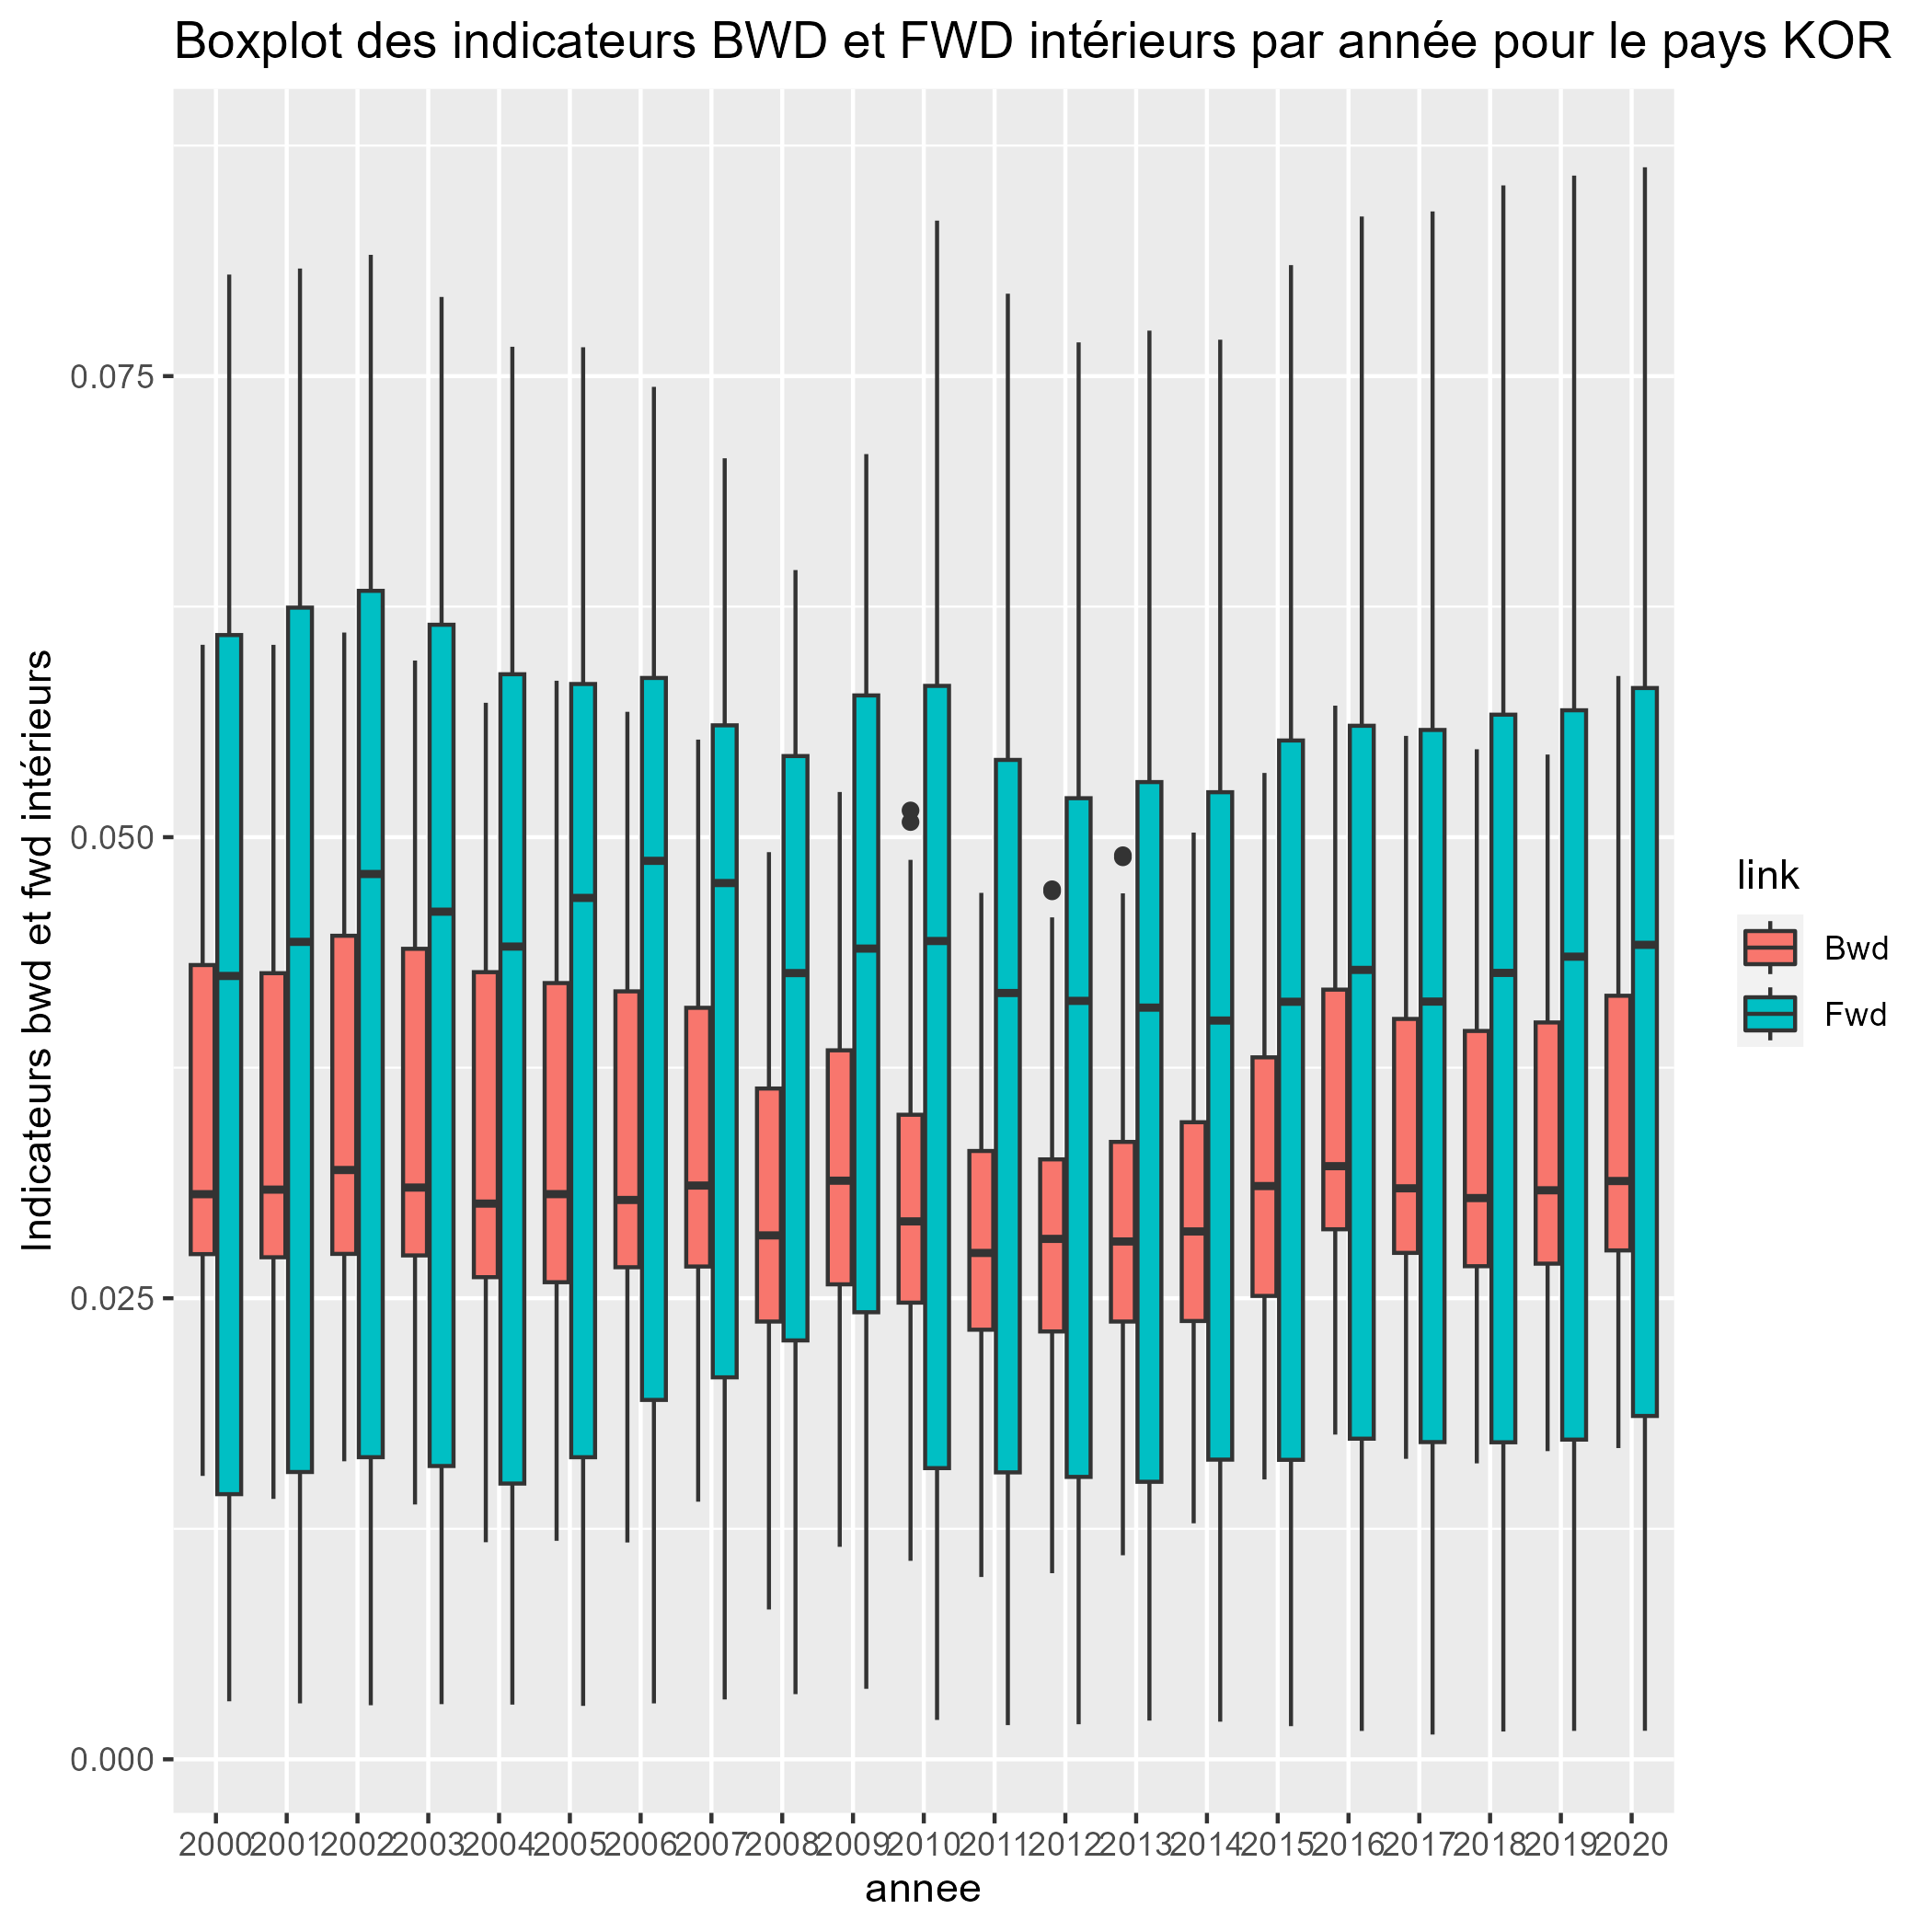 Boxplot des indicateurs BWD et FWD intérieurs par année pour le pays KOR
Indicateurs bwd et fwd intérieurs
0.075
0.050
0.025
0.000
2000 2001 2002 2003 2004 2005 2006 2007 2008 2009 2010 2011 2012 2013 2014 2015 2016 2017 2018 2019 2020
annee
link
Bwd
Fwd